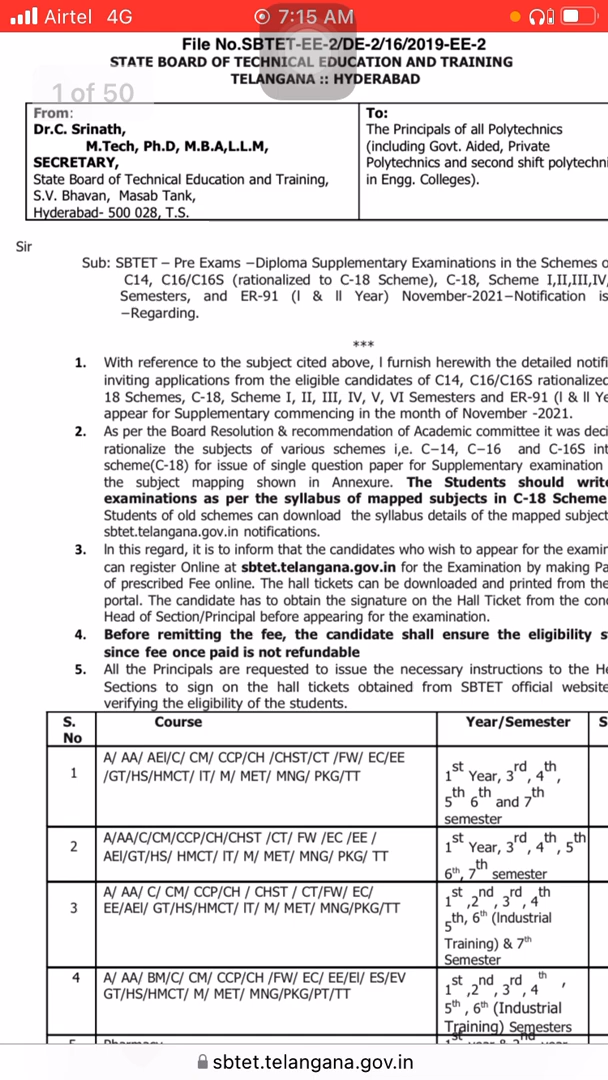 Airtel 4G 7:15 AM
File No.SBTET-EE-2/DE-2/16/2019-EE-2
STATE BOARD OF TECHNICAL EDUCATION AND TRAINING
TELANGANA :: HYDERABAD
1 of 50
From:
Dr.C. Srinath,
M.Tech, Ph.D, M.B.A,L.L.M,
SECRETARY,
State Board of Technical Education and Training,
S.V. Bhavan, Masab Tank,
Hyderabad- 500 028, T.S.
To:
The Principals of all Polytechnics
(including Govt. Aided, Private
Polytechnics and second shift polytechni
in Engg. Colleges).
Sir
Sub: SBTET – Pre Exams –Diploma Supplementary Examinations in the Schemes o
C14, C16/C16S (rationalized to C-18 Scheme), C-18, Scheme I,II,III,IV,
Semesters, and ER-91 (I & II Year) November-2021–Notification is
–Regarding.
***
1. With reference to the subject cited above, I furnish herewith the detailed notifi
inviting applications from the eligible candidates of C14, C16/C16S rationalized
18 Schemes, C-18, Scheme I, II, III, IV, V, VI Semesters and ER-91 (I & II Ye
appear for Supplementary commencing in the month of November -2021.
2. As per the Board Resolution & recommendation of Academic committee it was deci
rationalize the subjects of various schemes i,e. C–14, C–16 and C-16S int
scheme(C-18) for issue of single question paper for Supplementary examination
the subject mapping shown in Annexure. The Students should write
examinations as per the syllabus of mapped subjects in C-18 Scheme
Students of old schemes can download the syllabus details of the mapped subject
sbtet.telangana.gov.in notifications.
3. In this regard, it is to inform that the candidates who wish to appear for the examin
can register Online at sbtet.telangana.gov.in for the Examination by making Pa
of prescribed Fee online. The hall tickets can be downloaded and printed from the
portal. The candidate has to obtain the signature on the Hall Ticket from the conc
Head of Section/Principal before appearing for the examination.
4. Before remitting the fee, the candidate shall ensure the eligibility s
since fee once paid is not refundable
5. All the Principals are requested to issue the necessary instructions to the He
Sections to sign on the hall tickets obtained from SBTET official website
verifying the eligibility of the students.
S. No Course Year/Semester S
1 A/ AA/ AEI/C/ CM/ CCP/CH /CHST/CT /FW/ EC/EE
/GT/HS/HMCT/ IT/ M/ MET/ MNG/ PKG/TT
1st Year, 3rd, 4th,
5th 6th and 7th
semester
2 A/AA/C/CM/CCP/CH/CHST /CT/ FW /EC /EE /
AEI/GT/HS/ HMCT/ IT/ M/ MET/ MNG/ PKG/ TT
1st Year, 3rd, 4th, 5th
6th, 7th semester
3 A/ AA/ C/ CM/ CCP/CH / CHST / CT/FW/ EC/
EE/AEI/ GT/HS/HMCT/ IT/ M/ MET/ MNG/PKG/TT
1st ,2nd ,3rd ,4th
5th, 6th (Industrial
Training) & 7th
Semester
4 A/ AA/ BM/C/ CM/ CCP/CH /FW/ EC/ EE/EI/ ES/EV
GT/HS/HMCT/ M/ MET/ MNG/PKG/PT/TT
1st ,2nd ,3rd ,4th ,
5th , 6th (Industrial
Training) Semesters
5 Pharmacy
sbtet.telangana.gov.in